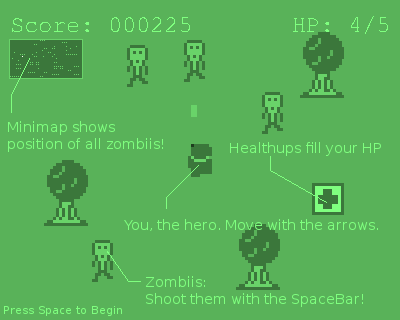 Score: 000225
HP: 4/5
Minimap shows
position of all zombiis!
Healthups fill your HP
You, the hero. Move with the arrows.
Zombiis:
Shoot them with the SpaceBar!
Press Space to Begin